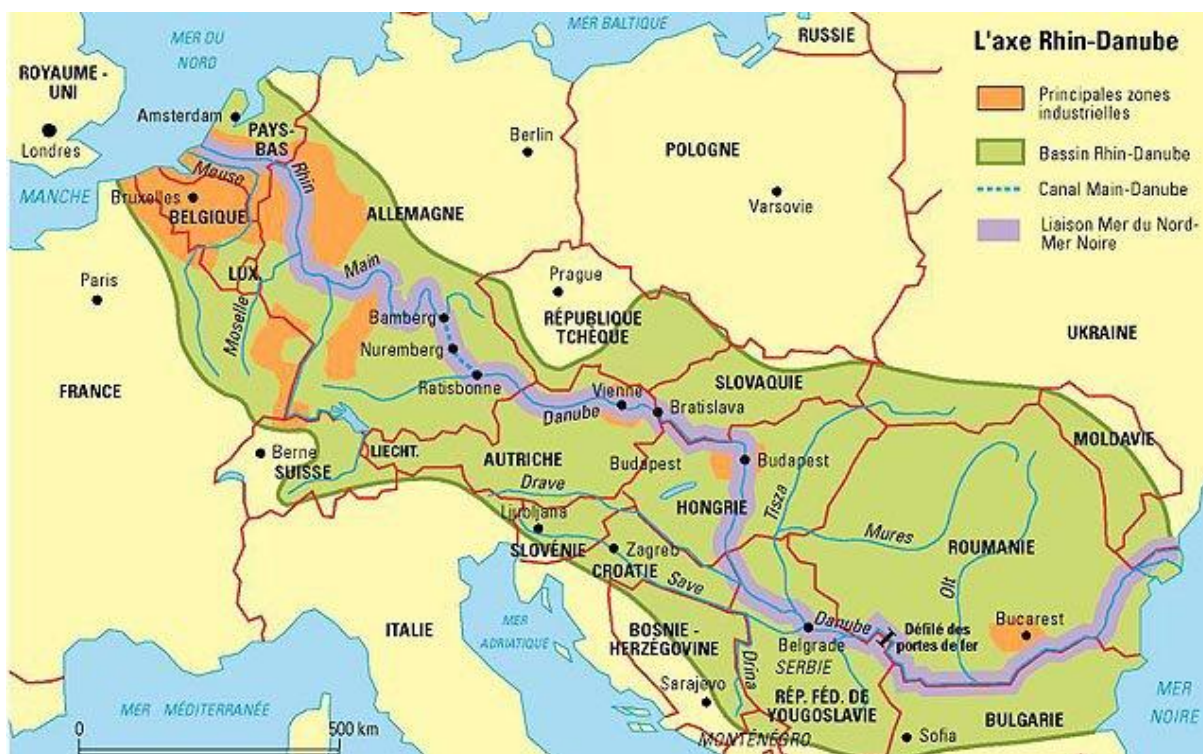 L'axe Rhin-Danube
Principales zones
industrielles
Bassin Rhin-Danube
Canal Main-Danube
Liaison Mer du Nord-
Mer Noire
MER DU
NORD
MER BALTIQUE
RUSSIE
ROYAUME-
UNI
Londres
Amsterdam
PAYS-
BAS
Berlin
POLOGNE
Varsovie
MANCHE
Meuse
Rhin
Bruxelles
BELGIQUE
ALLEMAGNE
LUX.
Main
Prague
Paris
Moselle
Bamberg
RÉPUBLIQUE
TCHÈQUE
UKRAINE
Nuremberg
FRANCE
Ratisbonne
SLOVAQUIE
Vienne
Danube
Bratislava
MOLDAVIE
Berne
SUISSE
LIECHT.
AUTRICHE
Budapest
Budapest
Drave
HONGRIE
Tisza
Ljubljana
SLOVÉNIE
Mures
ROUMANIE
Zagreb
CROATIE
Save
Olt
ITALIE
MER
ADRIATIQUE
BOSNIE -
HERZÉGOVINE
Danube
Défilé des
portes de fer
Bucarest
Belgrade
SERBIE
Drina
Sarajevo
RÉP. FÉD. DE
YOUGOSLAVIE
MONTÉNÉGRO
BULGARIE
Sofia
MER
NOIRE
MER MÉDITERRANÉE
0
500 km